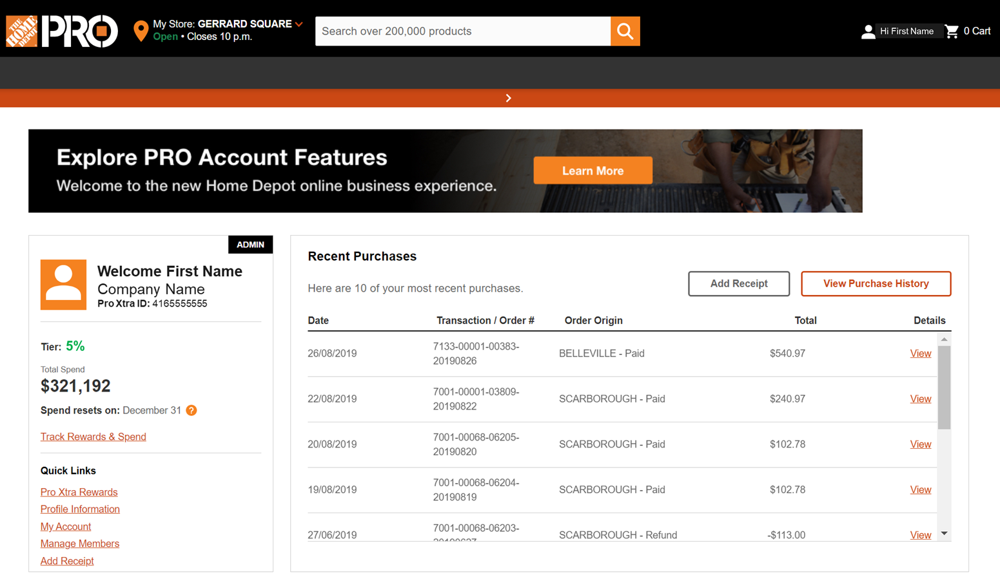 THE HOME DEPOT
PRO
My Store: GERRARD SQUARE
Open • Closes 10 p.m.
Search over 200,000 products
Hi First Name
0 Cart
Explore PRO Account Features
Welcome to the new Home Depot online business experience.
Learn More
ADMIN
Welcome First Name
Company Name
Pro Xtra ID: 4165555555
Tier: 5%
Total Spend
$321,192
Spend resets on: December 31 ?
Track Rewards & Spend
Quick Links
Pro Xtra Rewards
Profile Information
My Account
Manage Members
Add Receipt
Recent Purchases
Here are 10 of your most recent purchases.
Add Receipt
View Purchase History
Date Transaction / Order # Order Origin Total Details
26/08/2019 7133-00001-00383-20190826 BELLEVILLE - Paid $540.97 View
22/08/2019 7001-00001-03809-20190822 SCARBOROUGH - Paid $240.97 View
20/08/2019 7001-00068-06205-20190820 SCARBOROUGH - Paid $102.78 View
19/08/2019 7001-00068-06204-20190819 SCARBOROUGH - Paid $102.78 View
27/06/2019 7001-00068-06203- SCARBOROUGH - Refund -$113.00 View